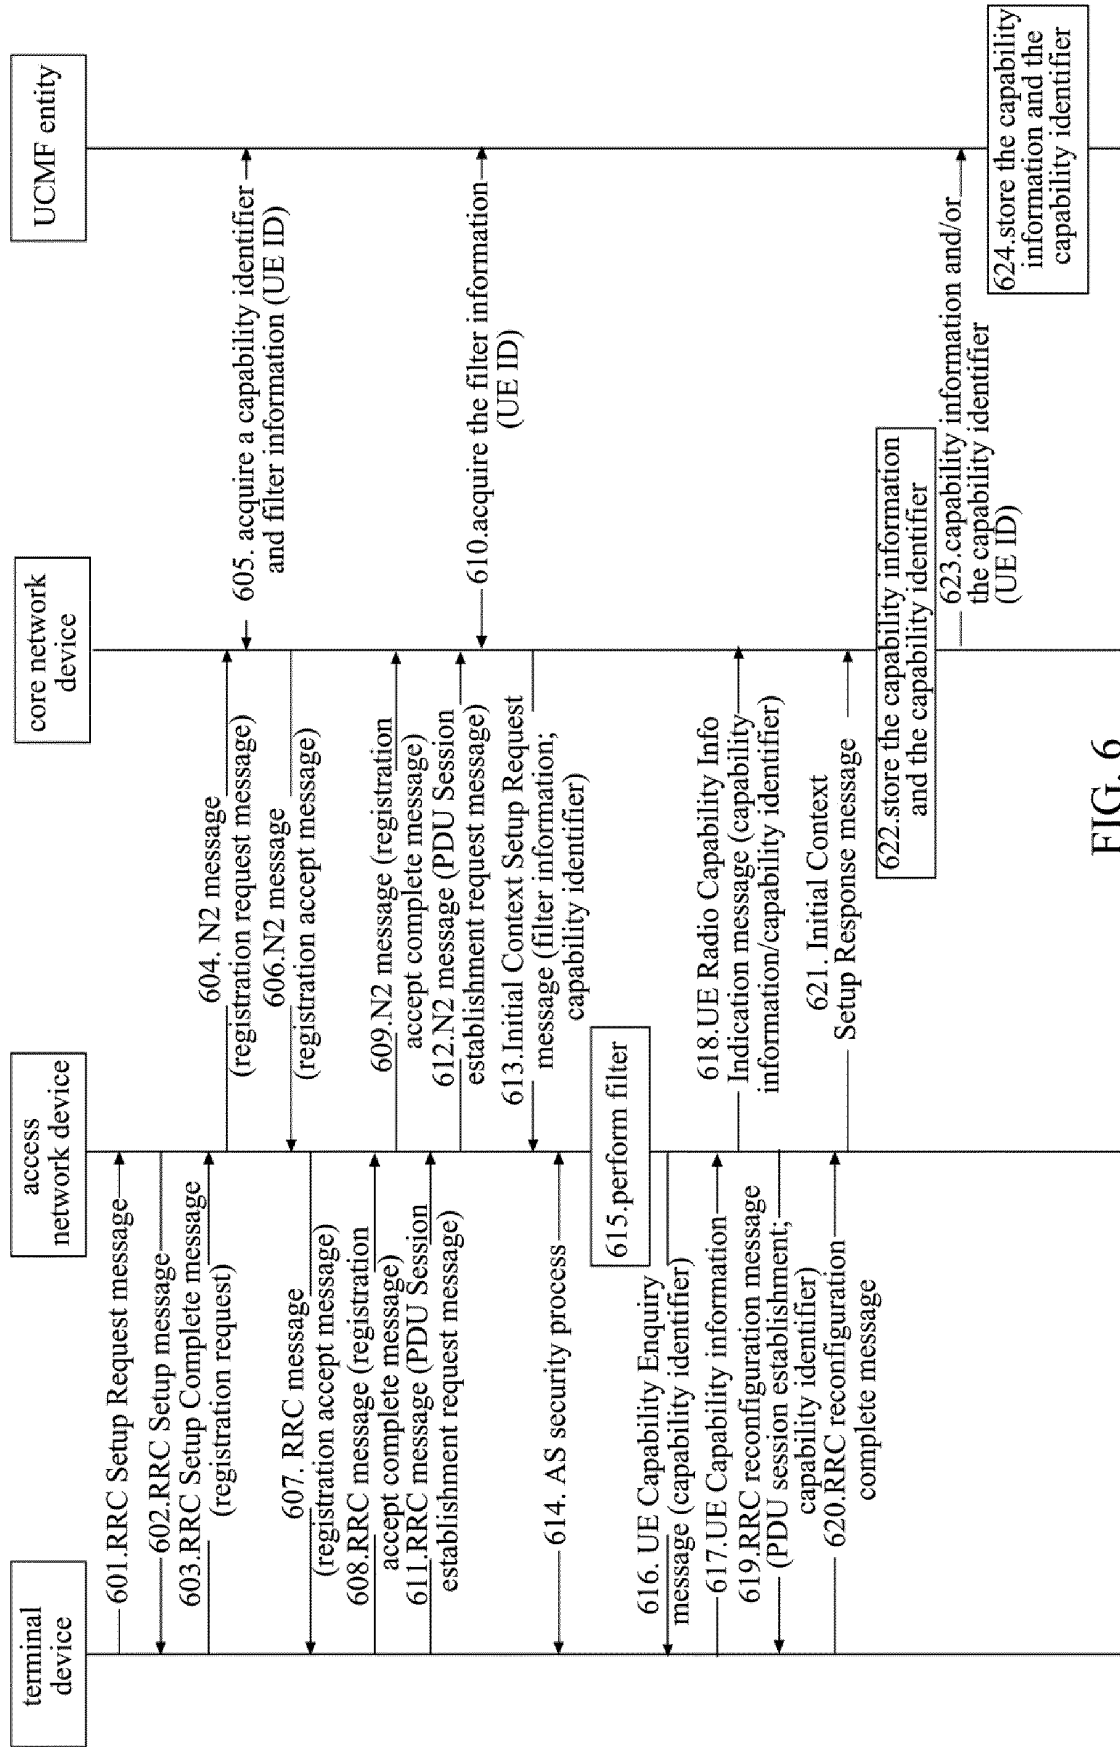 terminal
device
access
network device
core network
device
UCMF entity
601.RRC Setup Request message
602.RRC Setup message
603.RRC Setup Complete message
(registration request)
604. N2 message
(registration request message)
605. acquire a capability identifier
and filter information (UE ID)
606.N2 message
(registration accept message)
607. RRC message
(registration accept message)
608.RRC message (registration
accept complete message)
609.N2 message (registration
accept complete message)
610.acquire the filter information
(UE ID)
611.RRC message (PDU Session
establishment request message)
612.N2 message (PDU Session
establishment request message)
613.Initial Context Setup Request
message (filter information;
capability identifier)
614. AS security process
615.perform filter
616. UE Capability Enquiry
message (capability identifier)
617.UE Capability information
618.UE Radio Capability Info
Indication message (capability
information/capability identifier)
619.RRC reconfiguration message
(PDU session establishment;
capability identifier)
620.RRC reconfiguration
complete message
621. Initial Context
Setup Response message
622.store the capability information
and the capability identifier
623.capability information and/or
the capability identifier
(UE ID)
624.store the capability
information and the
capability identifier
FIG. 6